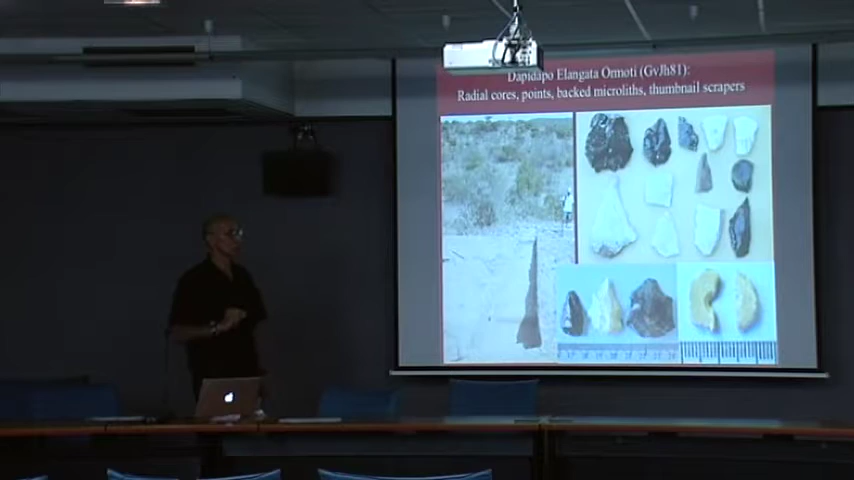 Dapidapo Elangata Ormoti (GvJh81):
Radial cores, points, backed microliths, thumbnail scrapers